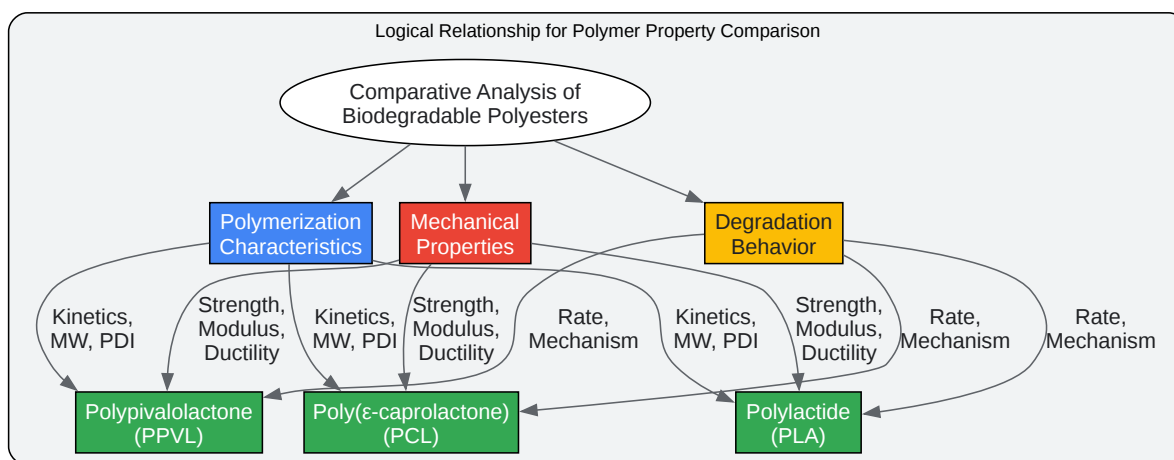 Logical Relationship for Polymer Property Comparison
Comparative Analysis of
Biodegradable Polyesters
Polymerization
Characteristics
Mechanical
Properties
Degradation
Behavior
Kinetics,
MW, PDI
Strength,
Modulus,
Ductility
Kinetics,
MW, PDI
Strength,
Modulus,
Ductility
Rate,
Mechanism
Kinetics,
MW, PDI
Strength,
Modulus,
Ductility
Rate,
Mechanism
Rate,
Mechanism
Polypivalolactone
(PPVL)
Poly(ε-caprolactone)
(PCL)
Polylactide
(PLA)